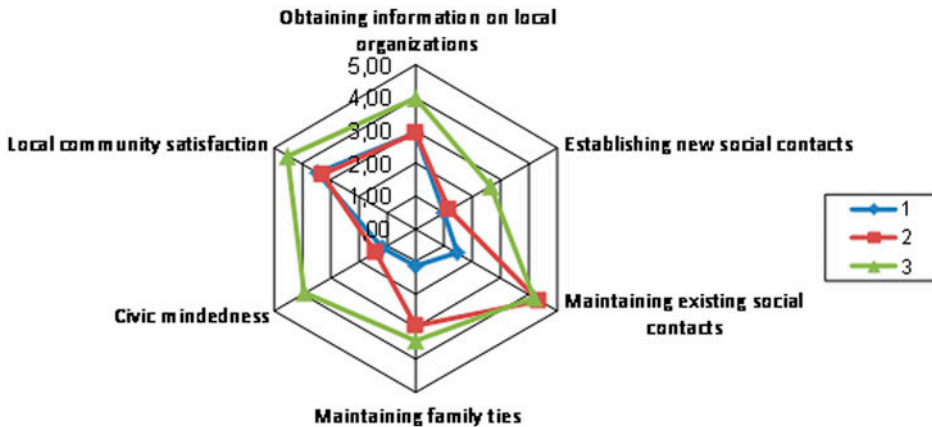 Obtaining information on local
organizations
5,00
4,00
Local community satisfaction
3,00
Establishing new social contacts
2,00
1,00
,00
1
2
3
Civic mindedness
Maintaining existing social
contacts
Maintaining family ties